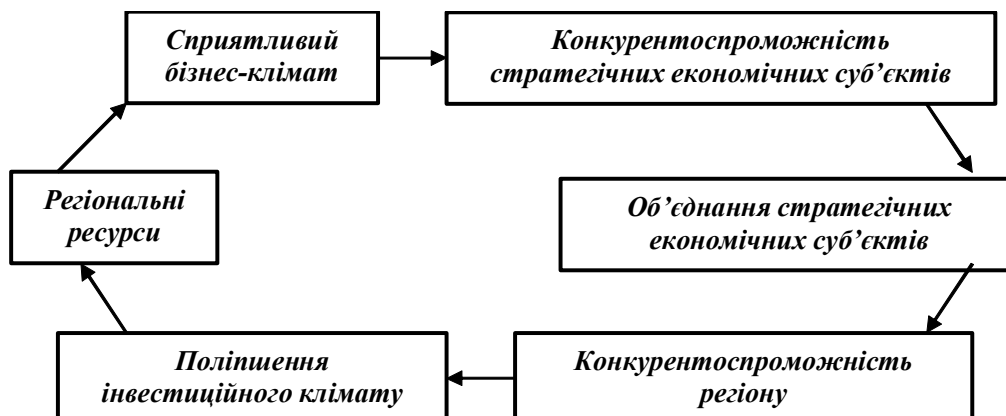 Сприятливий
бізнес-клімат
Конкурентоспроможність
стратегічних економічних суб’єктів
Регіональні
ресурси
Об’єднання стратегічних
економічних суб’єктів
Поліпшення
інвестиційного клімату
Конкурентоспроможність
регіону